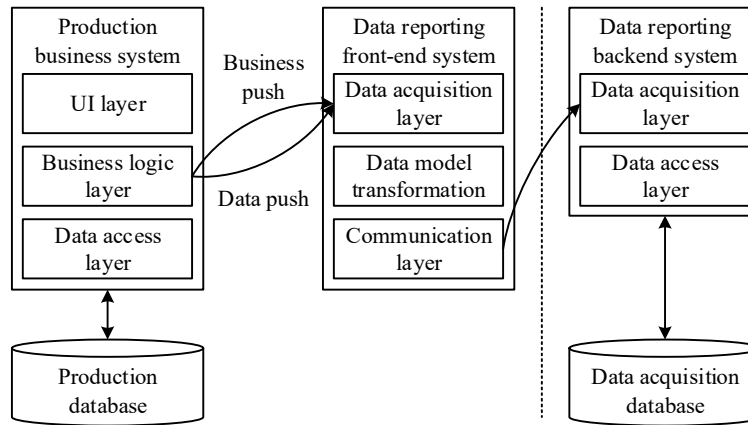 Production
business system
UI layer
Business logic
layer
Data access
layer
Production
database
Business
push
Data push
Data reporting
front-end system
Data acquisition
layer
Data model
transformation
Communication
layer
Data reporting
backend system
Data acquisition
layer
Data access
layer
Data acquisition
database